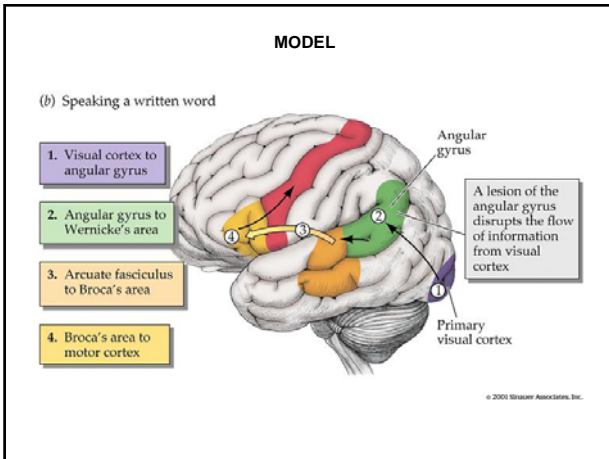 MODEL
(b) Speaking a written word
1. Visual cortex to
angular gyrus
2. Angular gyrus to
Wernicke's area
3. Arcuate fasciculus
to Broca's area
4. Broca's area to
motor cortex
Angular
gyrus
A lesion of the
angular gyrus
disrupts the flow
of information
from visual
cortex
4
3
2
1
Primary
visual cortex
© 2001 Sinauer Associates, Inc.